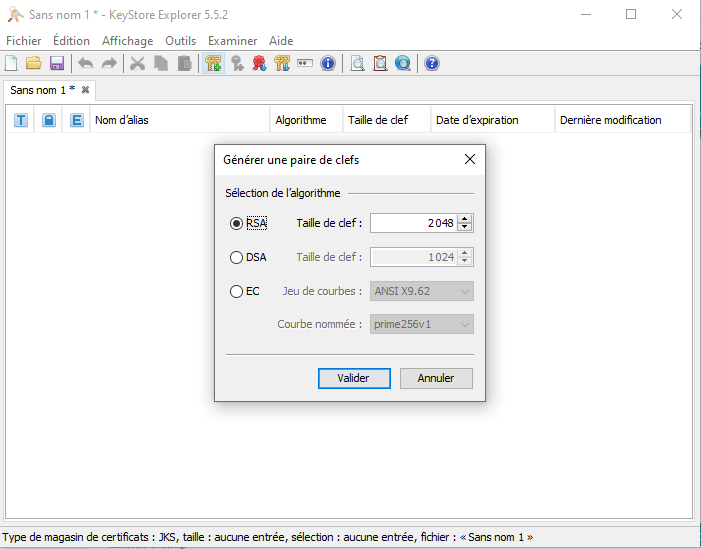 Sans nom 1 * - KeyStore Explorer 5.5.2
Fichier Édition Affichage Outils Examiner Aide
Sans nom 1 *
T E Nom d'alias Algorithme Taille de clef Date d'expiration Dernière modification
Générer une paire de clefs
Sélection de l'algorithme
RSA Taille de clef : 2048
DSA Taille de clef : 1024
EC Jeu de courbes : ANSI X9.62
Courbe nommée : prime256v1
Valider Annuler
Type de magasin de certificats : JKS, taille : aucune entrée, sélection : aucune entrée, fichier : « Sans nom 1 »